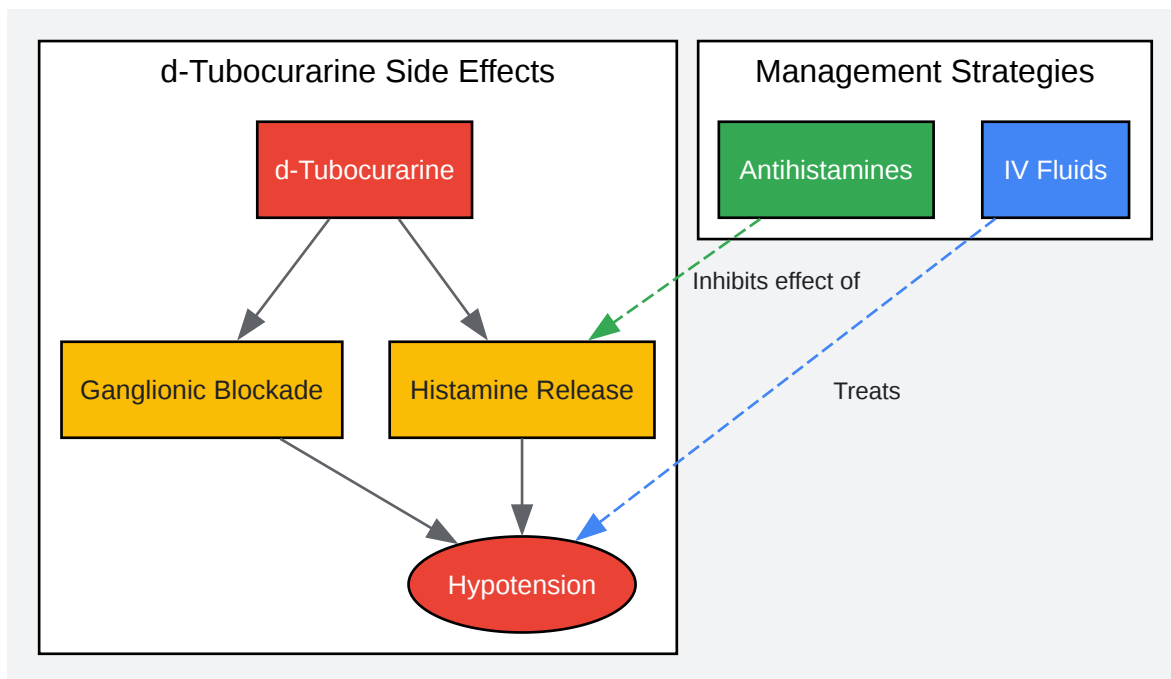 d-Tubocurarine Side Effects
Management Strategies
d-Tubocurarine
Antihistamines
IV Fluids
Inhibits effect of
Ganglionic Blockade
Histamine Release
Treats
Hypotension